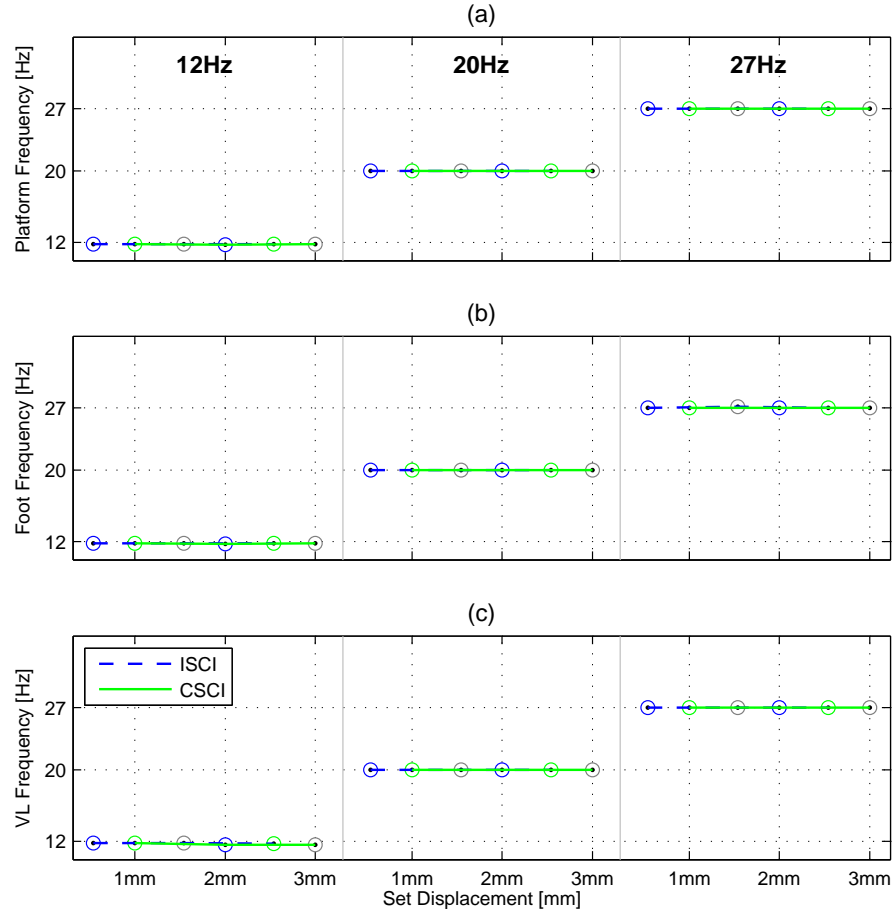 (a)
12Hz 20Hz 27Hz
Platform Frequency [Hz]
27
20
12
(b)
Foot Frequency [Hz]
27
20
12
(c)
VL Frequency [Hz]
27
20
12
ISCI
CSCI
1mm 2mm 3mm 1mm 2mm 3mm 1mm 2mm 3mm
Set Displacement [mm]